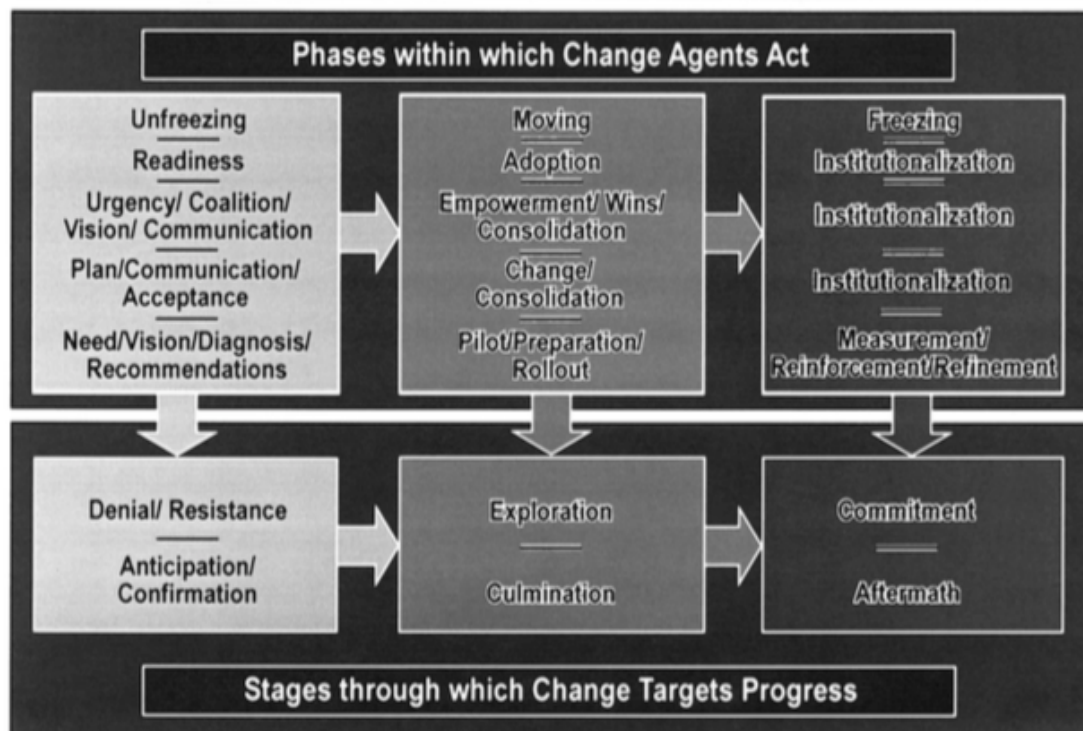 Phases within which Change Agents Act
Unfreezing
Readiness
Urgency/ Coalition/
Vision/ Communication
Plan/Communication/
Acceptance
Need/Vision/Diagnosis/
Recommendations
Moving
Adoption
Empowerment/ Wins/
Consolidation
Change/
Consolidation
Pilot/Preparation/
Rollout
Freezing
Institutionalization
Institutionalization
Institutionalization
Measurement/
Reinforcement/Refinement
Denial/ Resistance
Anticipation/
Confirmation
Exploration
Culmination
Commitment
Aftermath
Stages through which Change Targets Progress